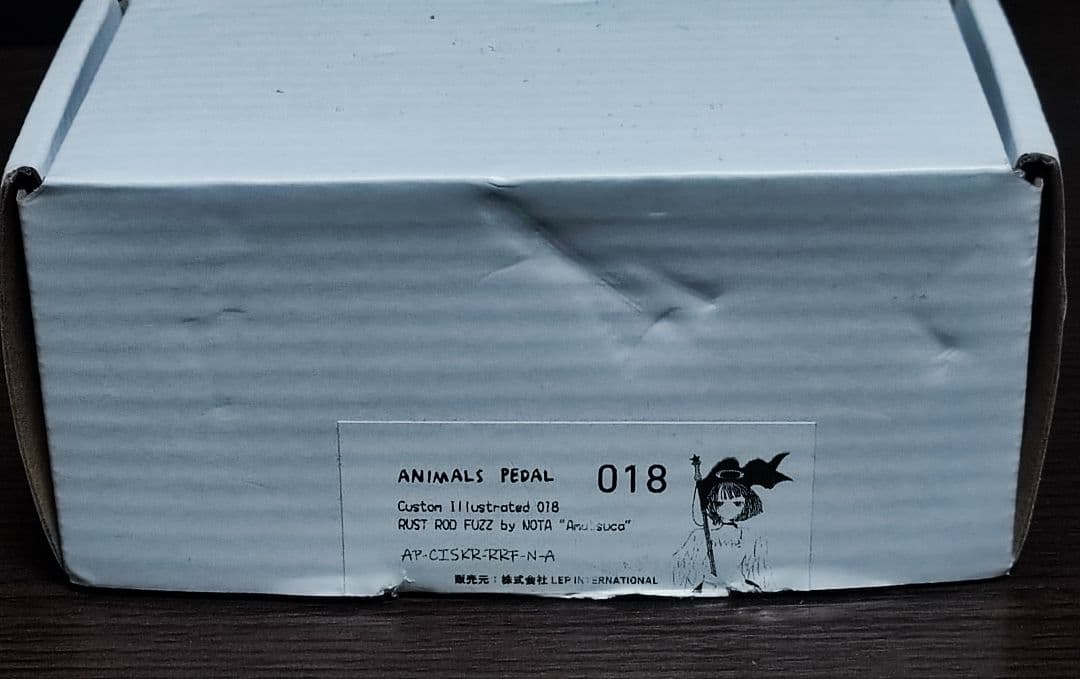 ANIMALS PEDAL 018
Custom Illustrated 018
RUST ROD FUZZ by NOTA
AP-CISKR-RRF-N-A
販売元：株式会社 LEP INTERNATIONAL